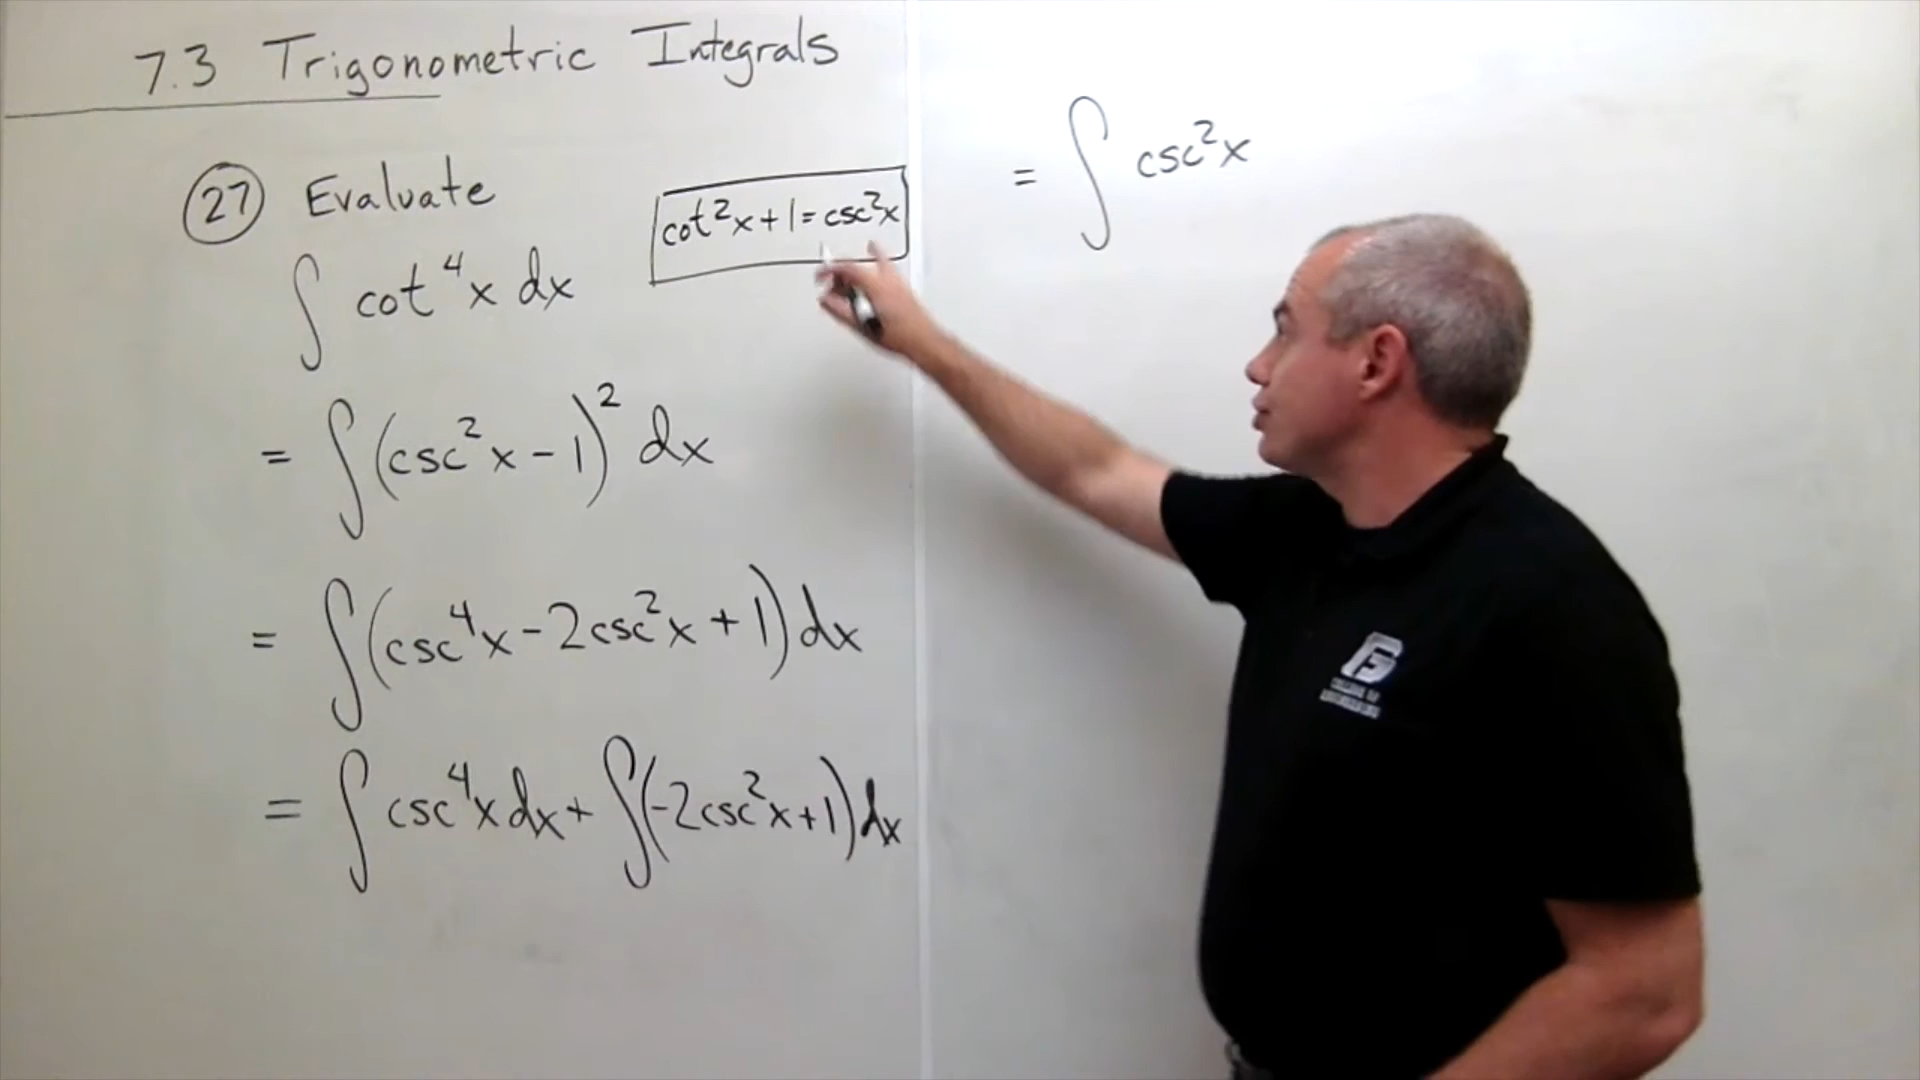 7.3 Trigonometric Integrals
27 Evaluate
∫ cot⁴x dx
cot²x + 1 = csc²x
= ∫ (csc²x - 1)² dx
= ∫ (csc⁴x - 2csc²x + 1) dx
= ∫ csc⁴x dx + ∫ (-2csc²x + 1) dx
= ∫ csc²x